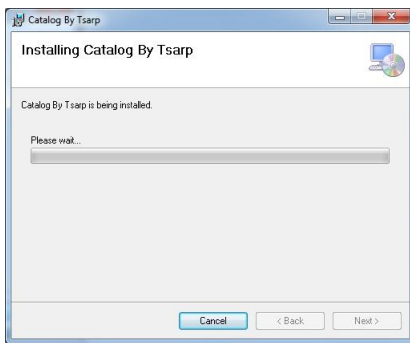 Catalog By Tsarp
Installing Catalog By Tsarp
Catalog By Tsarp is being installed.
Please wait...
Cancel
< Back
Next >